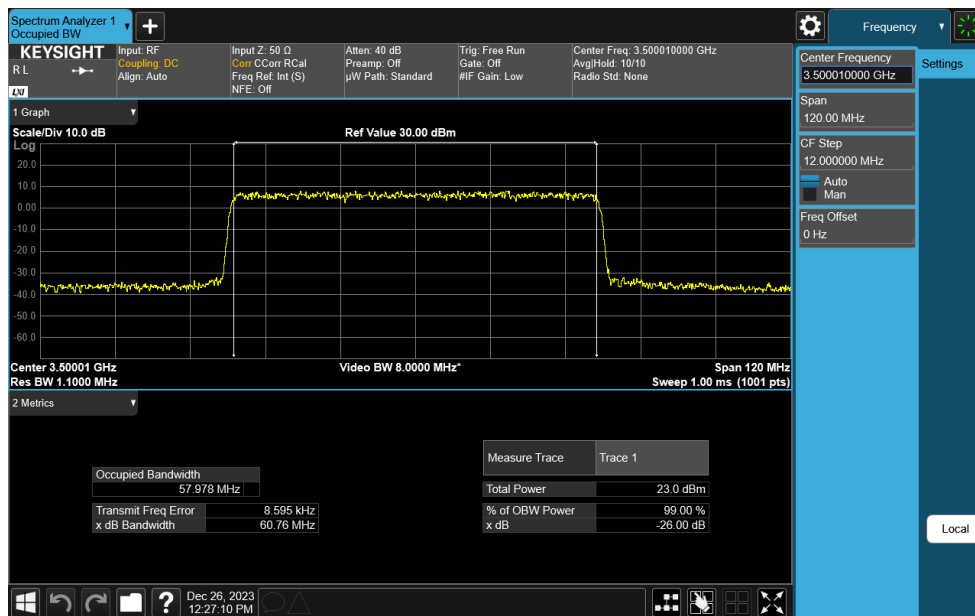 Spectrum Analyzer 1
Occupied BW
+
Frequency
KEYSIGHT
R L
LXI
Input: RF
Coupling: DC
Align: Auto
Input Z: 50 Ω
Corr CCorr RCal
Freq Ref: Int (S)
NFE: Off
Atten: 40 dB
Preamp: Off
µW Path: Standard
Trig: Free Run
Gate: Off
#IF Gain: Low
Center Freq: 3.500010000 GHz
Avg|Hold: 10/10
Radio Std: None
Center Frequency
3.500010000 GHz
Settings
Span
120.00 MHz
CF Step
12.000000 MHz
Auto
Man
Freq Offset
0 Hz
1 Graph
Scale/Div 10.0 dB
Ref Value 30.00 dBm
Log
20.0
10.0
0.00
-10.0
-20.0
-30.0
-40.0
-50.0
-60.0
Center 3.50001 GHz
Video BW 8.0000 MHz*
Span 120 MHz
Res BW 1.1000 MHz
Sweep 1.00 ms (1001 pts)
2 Metrics
Measure Trace
Trace 1
Occupied Bandwidth
57.978 MHz
Total Power
23.0 dBm
Transmit Freq Error
8.595 kHz
% of OBW Power
99.00 %
x dB Bandwidth
60.76 MHz
x dB
-26.00 dB
Local
?
Dec 26, 2023
12:27:10 PM